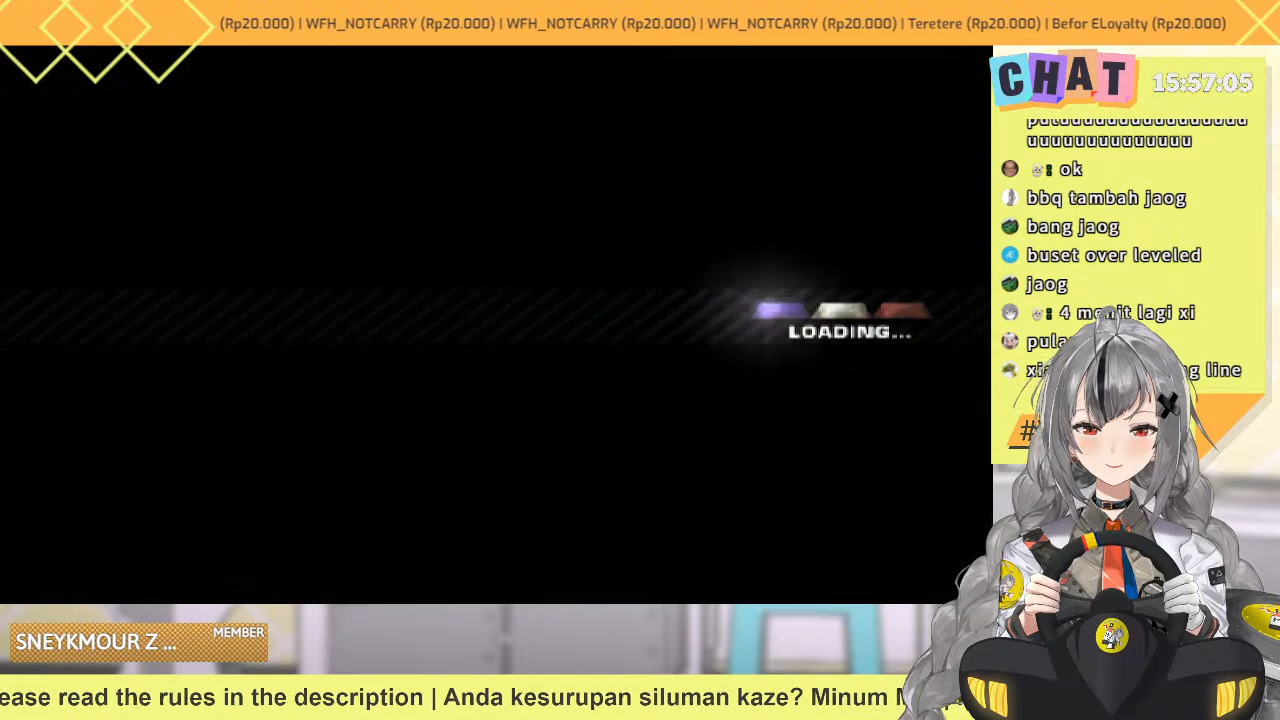 (Rp20.000) | WFH_NOTCARRY (Rp20.000) | WFH_NOTCARRY (Rp20.000) | WFH_NOTCARRY (Rp20.000) | Teretere (Rp20.000) | Befor ELoyalty (Rp20.000)
CHAT
15:57:05
uuuuuuuuuuuuuu
: ok
bbq tambah jaog
bang jaog
buset over leveled
jaog
: 4 menit lagi xi
line
#
LOADING...
SNEYKMOUR Z ...
MEMBER
ease read the rules in the description | Anda kesurupan siluman kaze? Minum